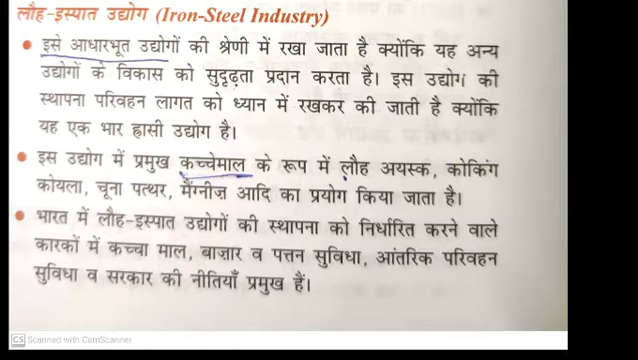 लौह-इस्पात उद्योग (Iron-Steel Industry)
• इसे आधारभूत उद्योगों की श्रेणी में रखा जाता है क्योंकि यह अन्य
उद्योगों के विकास को सुदृढ़ता प्रदान करता है। इस उद्योग की
स्थापना परिवहन लागत को ध्यान में रखकर की जाती है क्योंकि
यह एक भार ह्रासी उद्योग है।
• इस उद्योग में प्रमुख कच्चेमाल के रूप में लौह अयस्क, कोकिंग
कोयला, चूना पत्थर, मैंग्नीज़ आदि का प्रयोग किया जाता है।
• भारत में लौह-इस्पात उद्योगों की स्थापना को निर्धारित करने वाले
कारकों में कच्चा माल, बाज़ार व पत्तन सुविधा, आंतरिक परिवहन
सुविधा व सरकार की नीतियाँ प्रमुख हैं।
CS Scanned with CamScanner